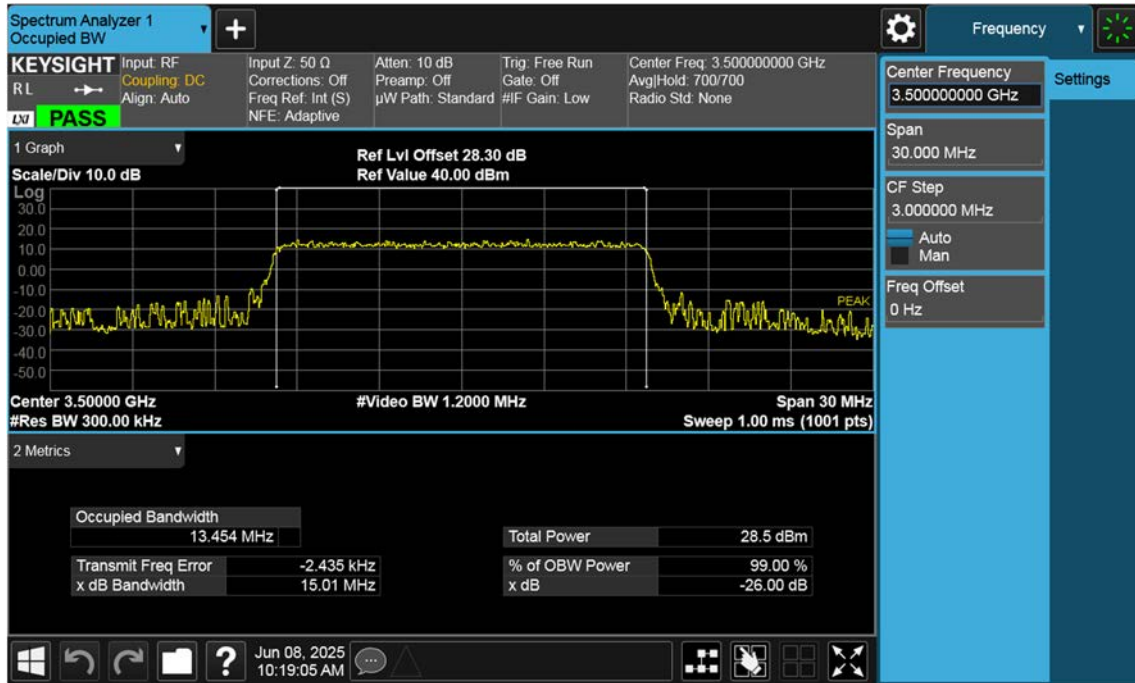 Spectrum Analyzer 1
Occupied BW
+
Frequency
KEYSIGHT
RL
LXI PASS
Input: RF
Coupling: DC
Align: Auto
Input Z: 50 Ω
Corrections: Off
Freq Ref: Int (S)
NFE: Adaptive
Atten: 10 dB
Preamp: Off
µW Path: Standard
Trig: Free Run
Gate: Off
#IF Gain: Low
Center Freq: 3.500000000 GHz
Avg|Hold: 700/700
Radio Std: None
Center Frequency
3.500000000 GHz
Settings
Span
30.000 MHz
CF Step
3.000000 MHz
Auto
Man
Freq Offset
0 Hz
1 Graph
Scale/Div 10.0 dB
Ref Lvl Offset 28.30 dB
Ref Value 40.00 dBm
Log
30.0
20.0
10.0
0.00
-10.0
-20.0
-30.0
-40.0
-50.0
PEAK
Center 3.50000 GHz
#Video BW 1.2000 MHz
Span 30 MHz
#Res BW 300.00 kHz
Sweep 1.00 ms (1001 pts)
2 Metrics
Occupied Bandwidth
13.454 MHz
Total Power 28.5 dBm
Transmit Freq Error -2.435 kHz
% of OBW Power 99.00 %
x dB Bandwidth 15.01 MHz
x dB -26.00 dB
?
Jun 08, 2025
10:19:05 AM